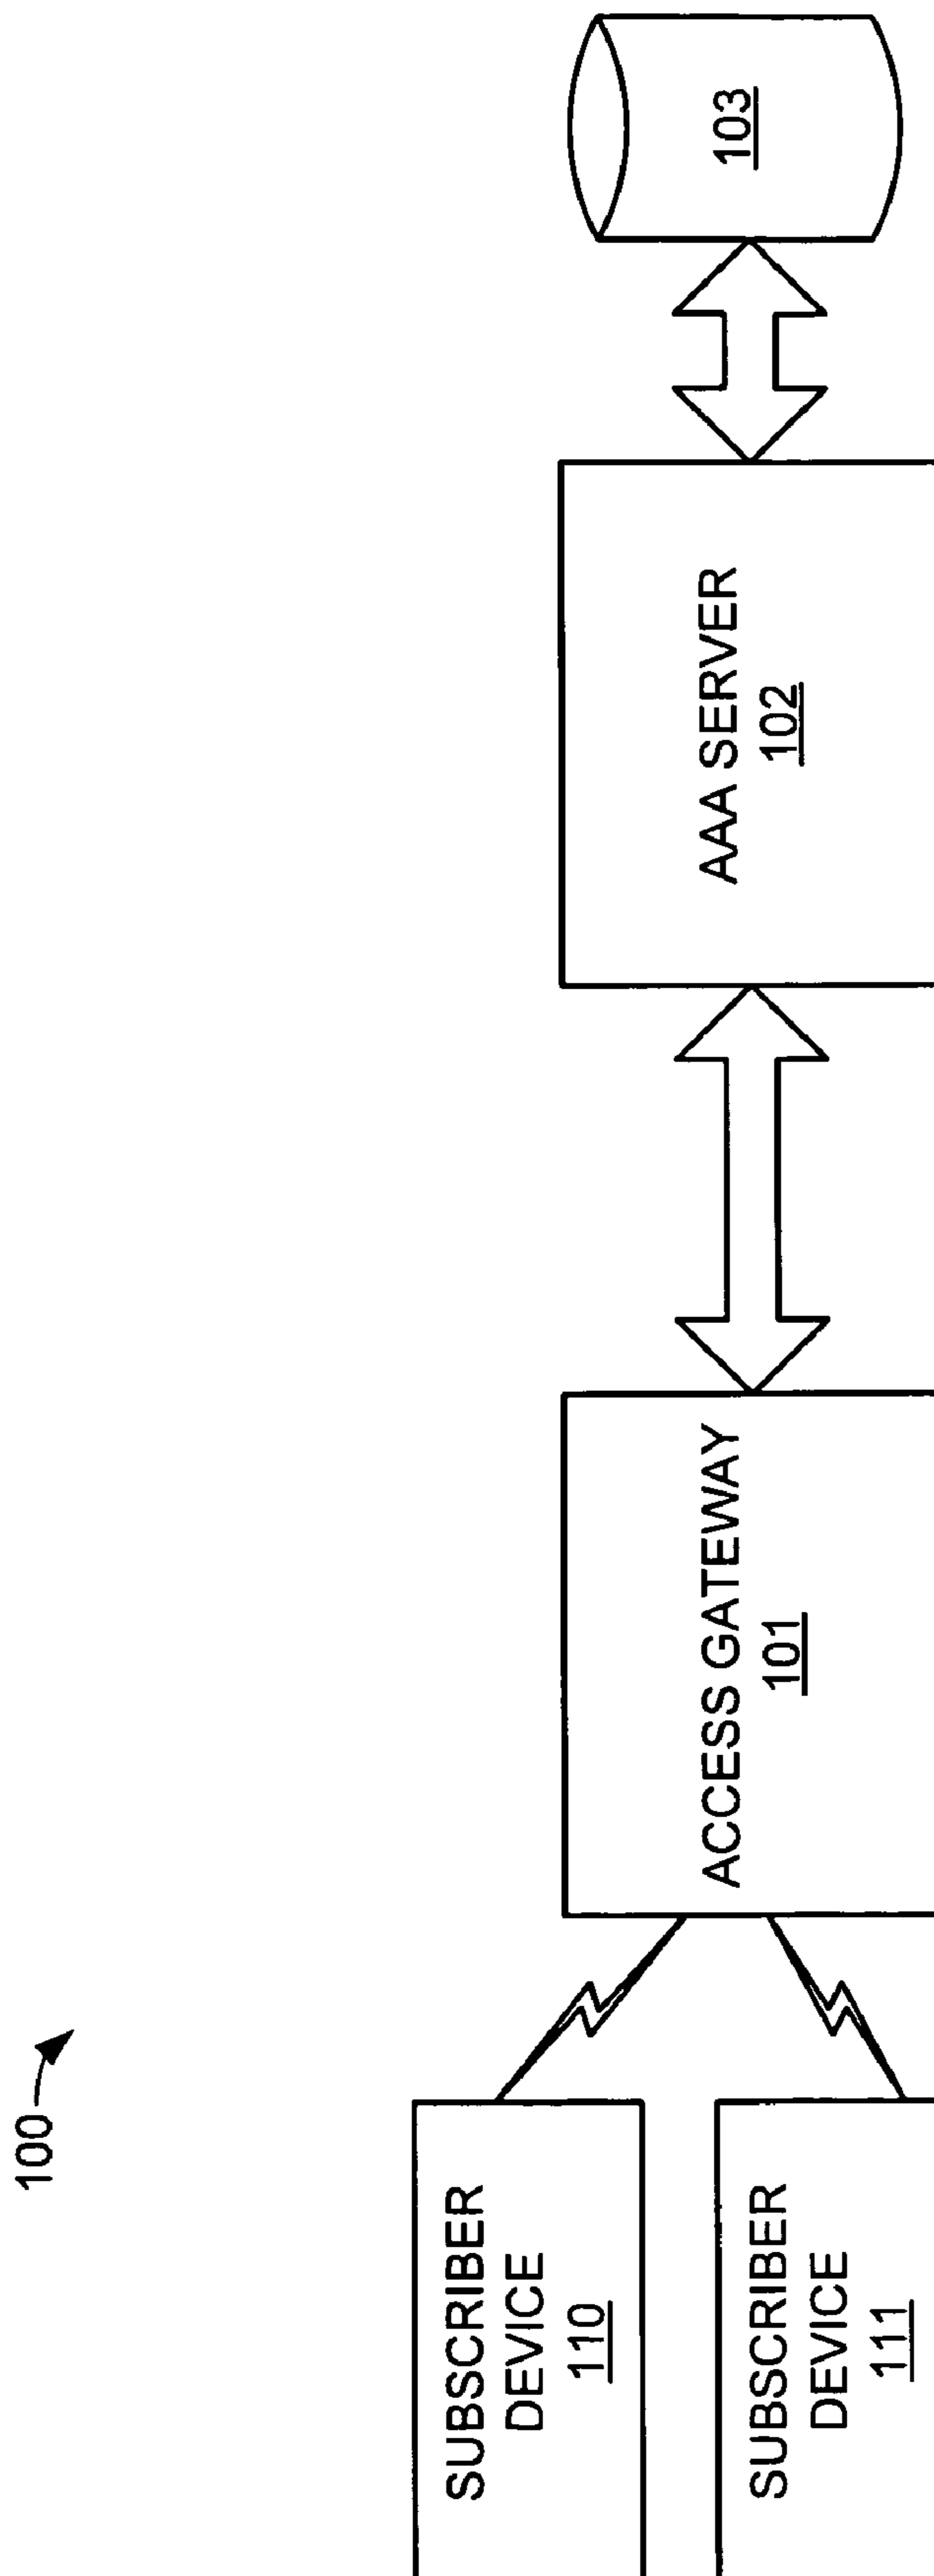 100
SUBSCRIBER
DEVICE
110
SUBSCRIBER
DEVICE
111
ACCESS GATEWAY
101
AAA SERVER
102
103